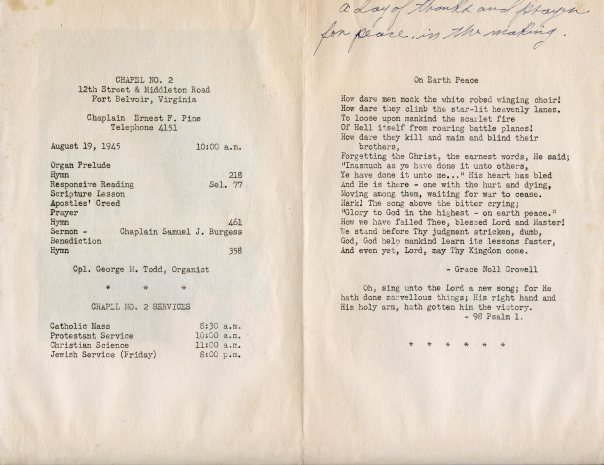 CHAPEL NO. 2
12th Street & Middleton Road
Fort Belvoir, Virginia
Chaplain Ernest F. Pine
Telephone 4151
August 19, 1945 10:00 a.m.
Organ Prelude
Hymn 218
Responsive Reading Sel. 77
Scripture Lesson
Apostles' Creed
Prayer
Hymn 461
Sermon - Chaplain Samuel J. Burgess
Benediction
Hymn 358
Cpl. George M. Todd, Organist
* * *
CHAPEL NO. 2 SERVICES
Catholic Mass 8:30 a.m.
Protestant Service 10:00 a.m.
Christian Science 11:00 a.m.
Jewish Service (Friday) 8:00 p.m.
a day of thanks and prayer
for peace, in the making.
On Earth Peace
How dare men mock the white robed winging choir!
How dare they climb the star-lit heavenly lanes.
To loose upon mankind the scarlet fire
Of Hell itself from roaring battle planes!
How dare they kill and maim and blind their
brothers,
Forgetting the Christ, the earnest words, He said;
"Inasmuch as ye have done it unto others,
Ye have done it unto me..." His heart has bled
And He is there - one with the hurt and dying,
Moving among them, waiting for war to cease.
Hark! The song above the bitter crying;
"Glory to God in the highest - on earth peace."
How we have failed Thee, blessed Lord and Master!
We stand before Thy judgment stricken, dumb,
God, God help mankind learn its lessons faster,
And even yet, Lord, may Thy Kingdom come.
- Grace Noll Crowell
Oh, sing unto the Lord a new song; for He
hath done marvellous things; His right hand and
His holy arm, hath gotten him the victory.
- 98 Psalm 1.
* * * * * *